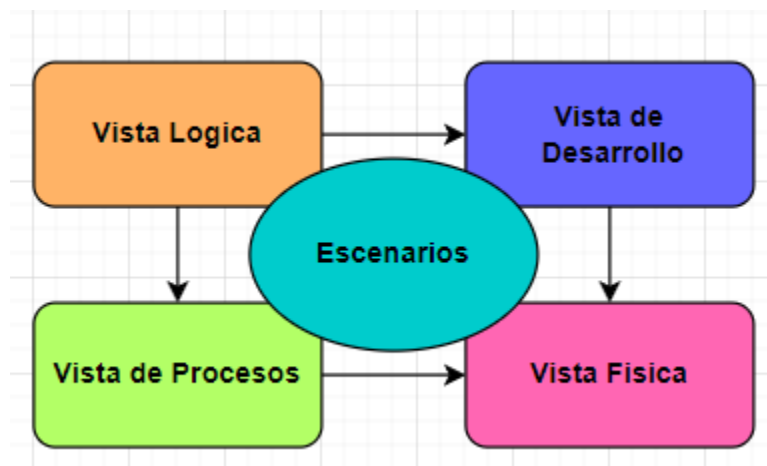 Vista Logica
Vista de
Desarrollo
Escenarios
Vista de Procesos
Vista Fisica